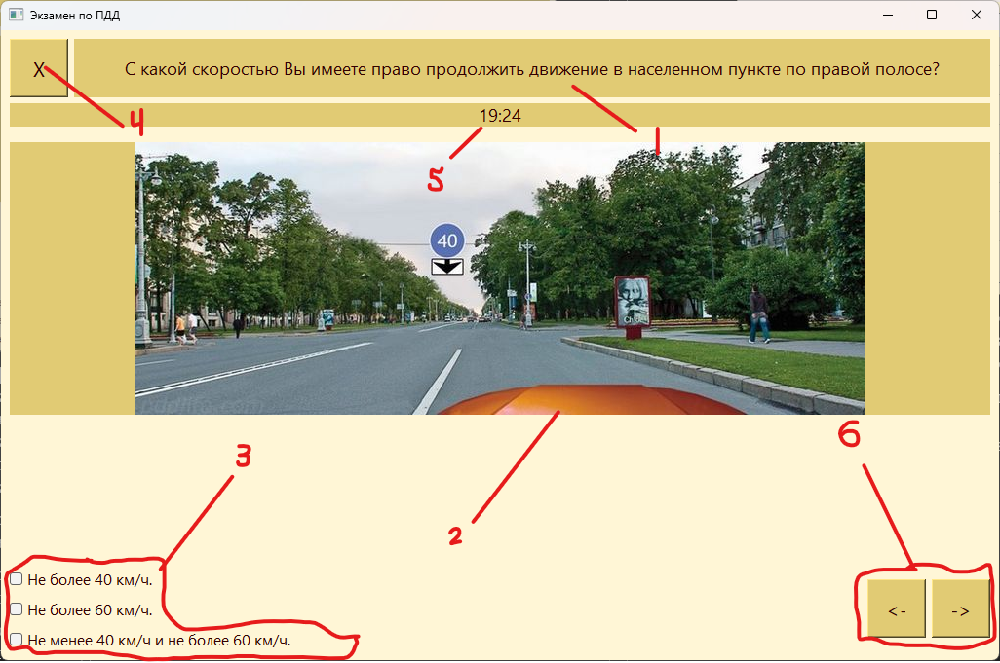 Экзамен по ПДД
X
С какой скоростью Вы имеете право продолжить движение в населенном пункте по правой полосе?
4
19:24
1
5
40
3
6
2
Не более 40 км/ч.
Не более 60 км/ч.
Не менее 40 км/ч и не более 60 км/ч.
<-
->